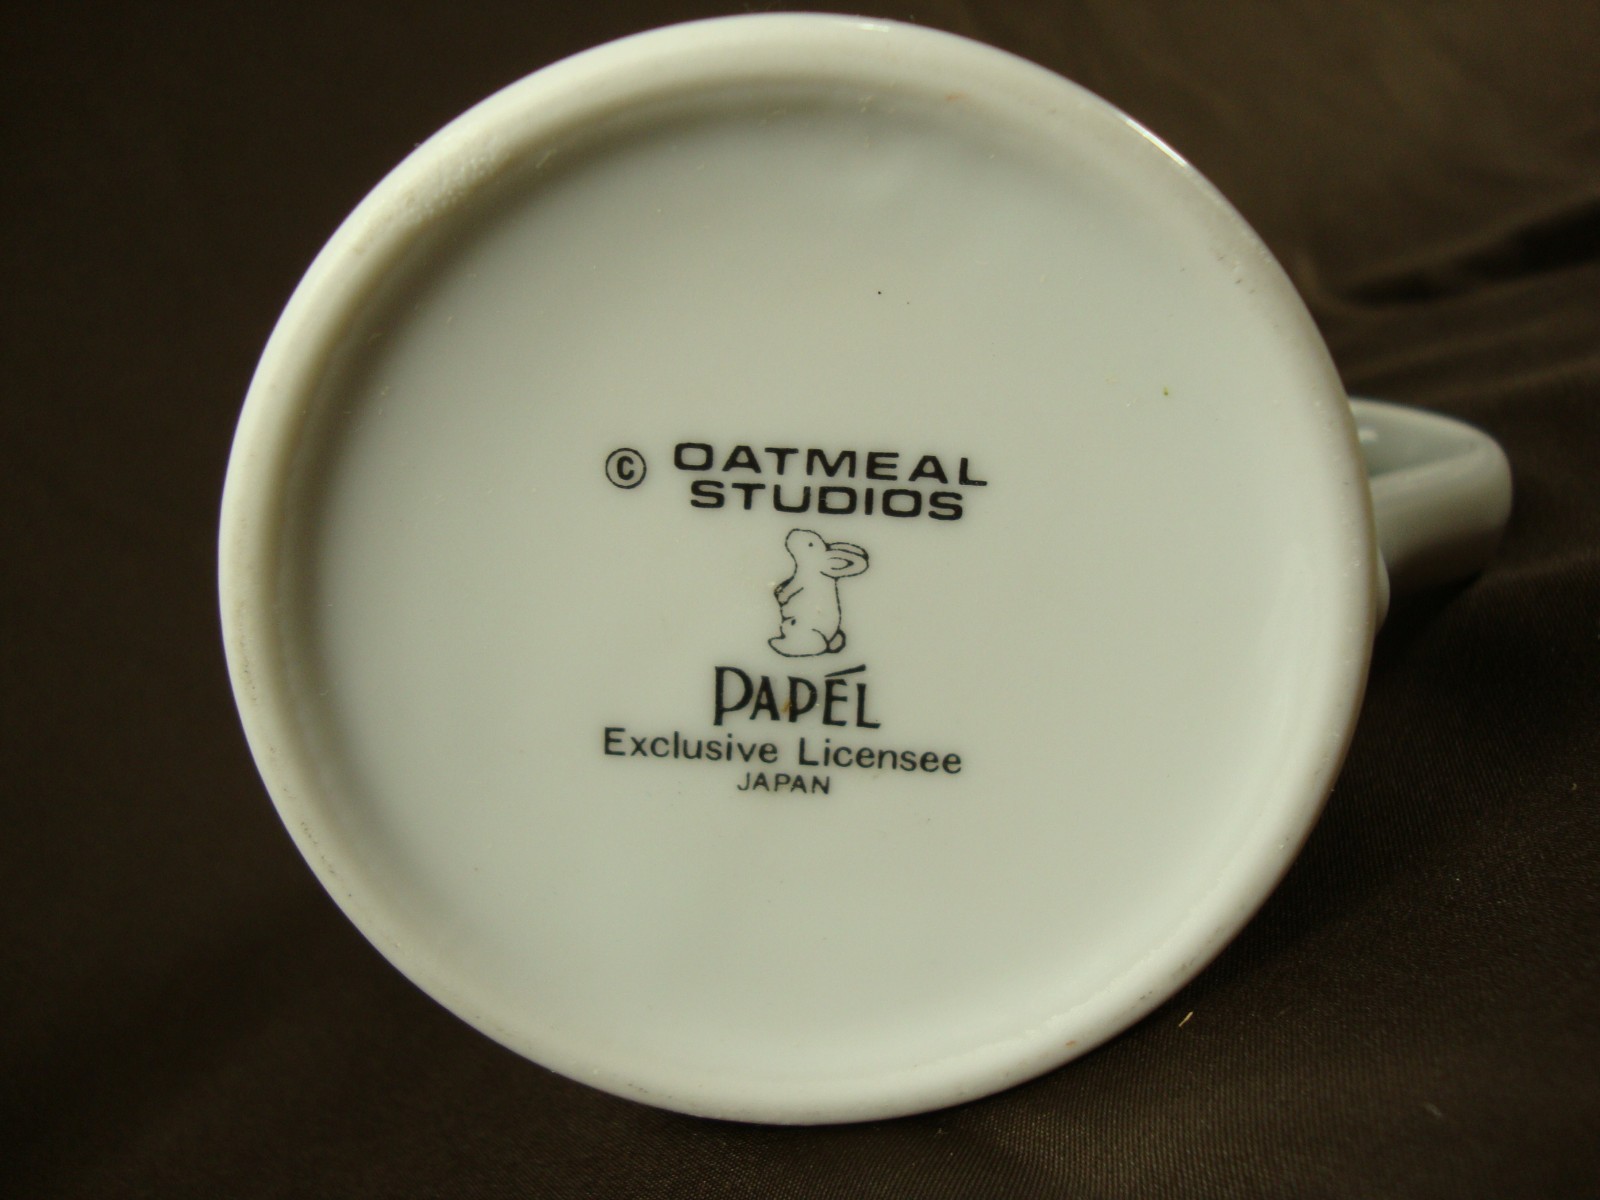 © OATMEAL
STUDIOS
PAPÉL
Exclusive Licensee
JAPAN